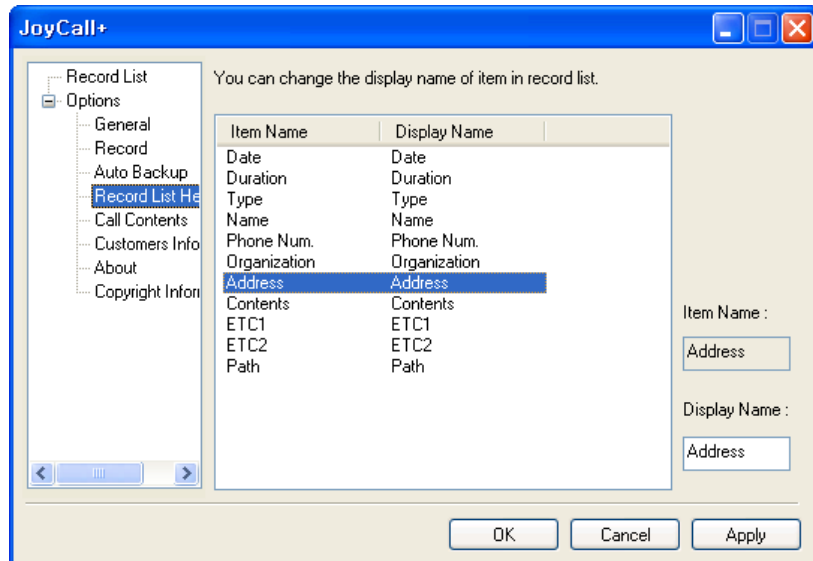 JoyCall+
Record List
Options
General
Record
Auto Backup
Record List He
Call Contents
Customers Info
About
Copyright Inforr
You can change the display name of item in record list.
Item Name Display Name
Date Date
Duration Duration
Type Type
Name Name
Phone Num. Phone Num.
Organization Organization
Address Address
Contents Contents
ETC1 ETC1
ETC2 ETC2
Path Path
Item Name :
Address
Display Name :
Address
OK Cancel Apply